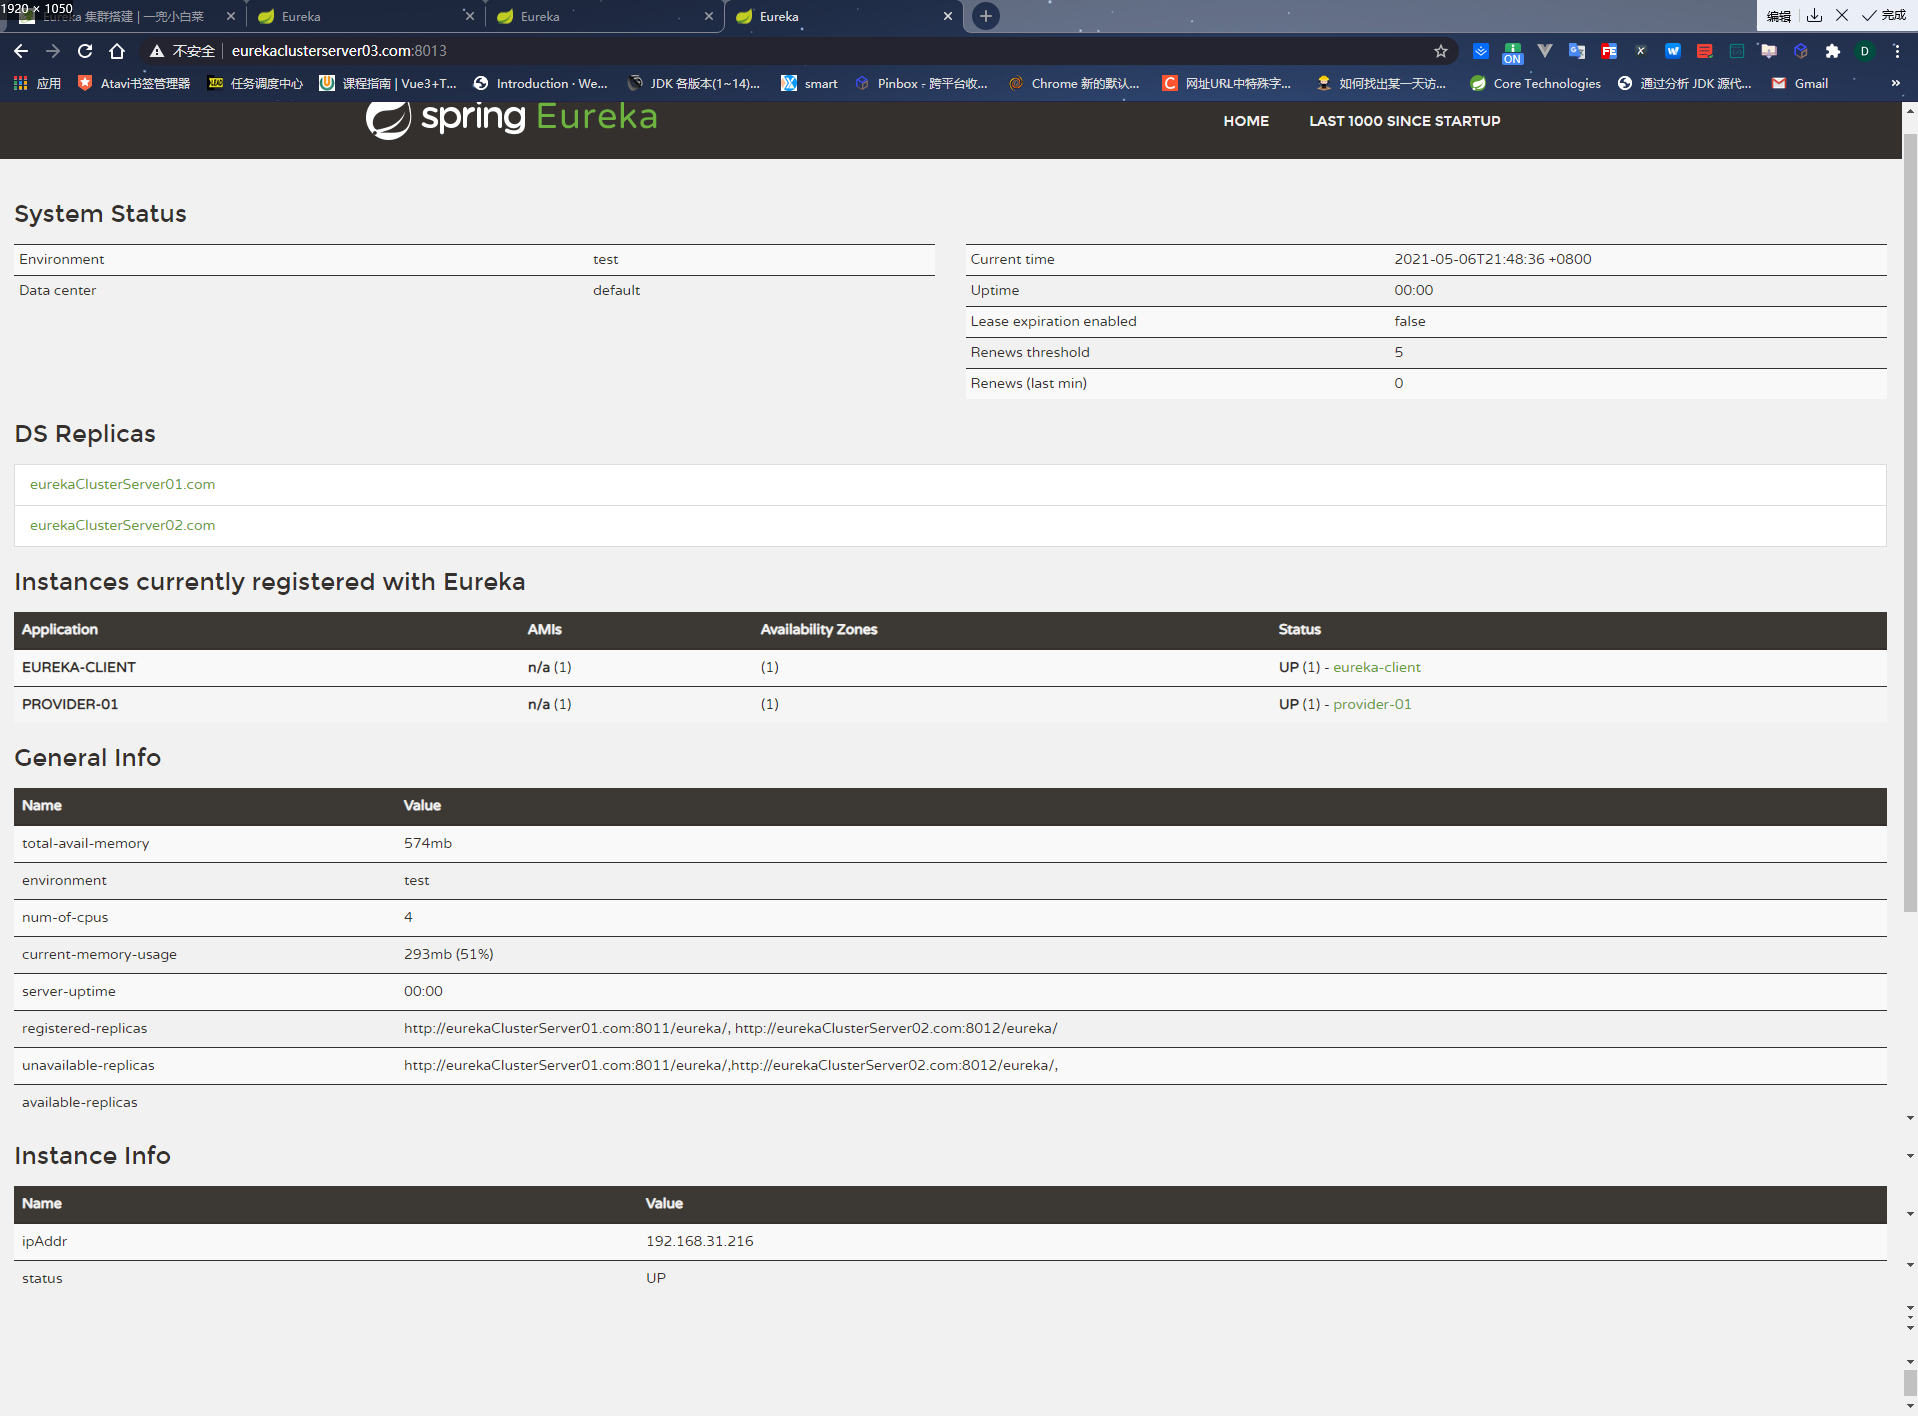 1920 × 1050
Eureka 集群搭建 | 一兜小白菜
Eureka
Eureka
Eureka
编辑
完成
不安全
eurekaclusterserver03.com:8013
ON
D
应用
Atavi书签管理器
任务调度中心
课程指南 | Vue3+T...
Introduction · We...
JDK 各版本(1~14)...
smart
Pinbox - 跨平台收...
Chrome 新的默认...
网址URL中特殊字...
如何找出某一天访...
Core Technologies
通过分析 JDK 源代...
Gmail
»
spring Eureka
HOME
LAST 1000 SINCE STARTUP
System Status
Environment test
Data center default
Current time 2021-05-06T21:48:36 +0800
Uptime 00:00
Lease expiration enabled false
Renews threshold 5
Renews (last min) 0
DS Replicas
eurekaClusterServer01.com
eurekaClusterServer02.com
Instances currently registered with Eureka
Application AMIs Availability Zones Status
EUREKA-CLIENT n/a (1) (1) UP (1) - eureka-client
PROVIDER-01 n/a (1) (1) UP (1) - provider-01
General Info
Name Value
total-avail-memory 574mb
environment test
num-of-cpus 4
current-memory-usage 293mb (51%)
server-uptime 00:00
registered-replicas http://eurekaClusterServer01.com:8011/eureka/, http://eurekaClusterServer02.com:8012/eureka/
unavailable-replicas http://eurekaClusterServer01.com:8011/eureka/,http://eurekaClusterServer02.com:8012/eureka/,
available-replicas
Instance Info
Name Value
ipAddr 192.168.31.216
status UP